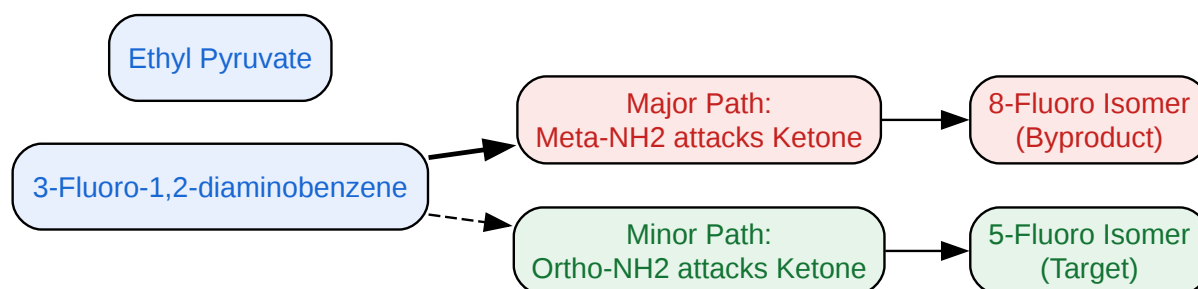 Ethyl Pyruvate
3-Fluoro-1,2-diaminobenzene
Major Path:
Meta-NH2 attacks Ketone
8-Fluoro Isomer
(Byproduct)
Minor Path:
Ortho-NH2 attacks Ketone
5-Fluoro Isomer
(Target)